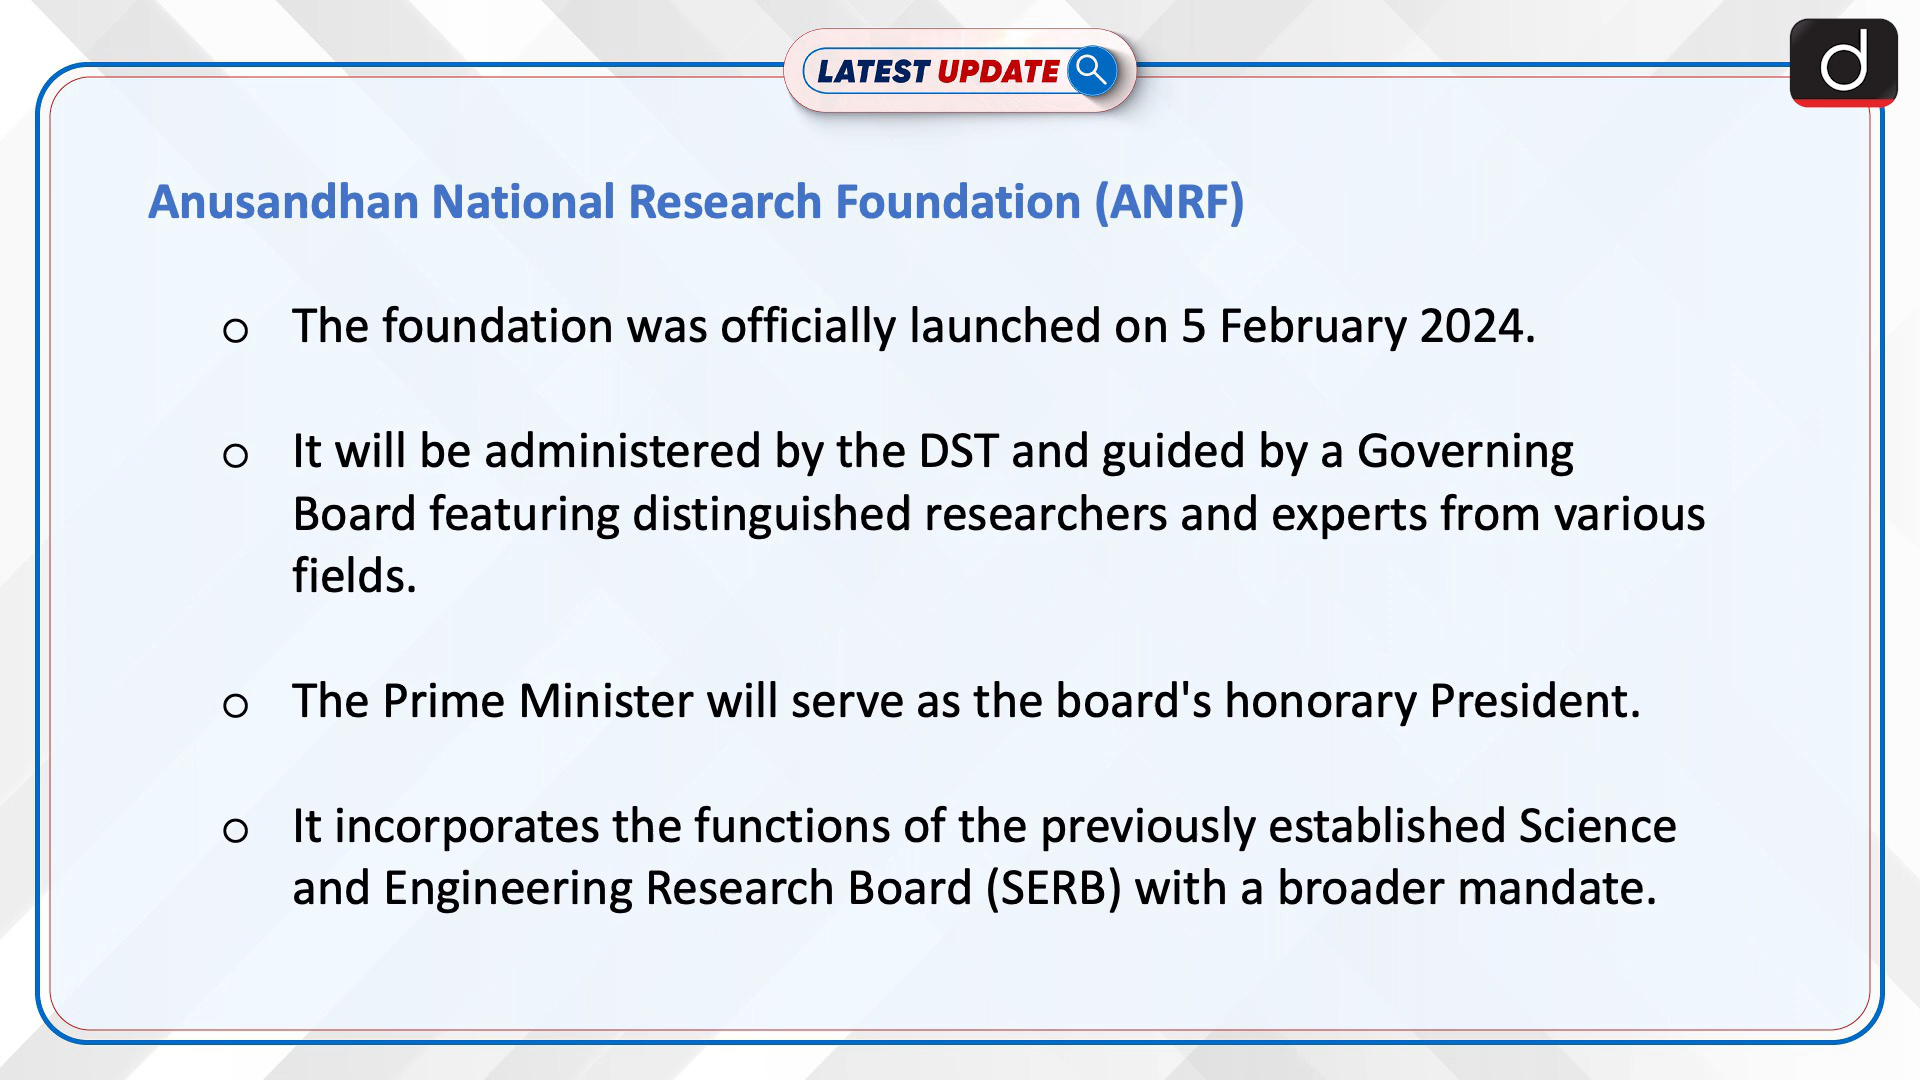 LATEST UPDATE
d
Anusandhan National Research Foundation (ANRF)
o The foundation was officially launched on 5 February 2024.
o It will be administered by the DST and guided by a Governing
Board featuring distinguished researchers and experts from various
fields.
o The Prime Minister will serve as the board's honorary President.
o It incorporates the functions of the previously established Science
and Engineering Research Board (SERB) with a broader mandate.